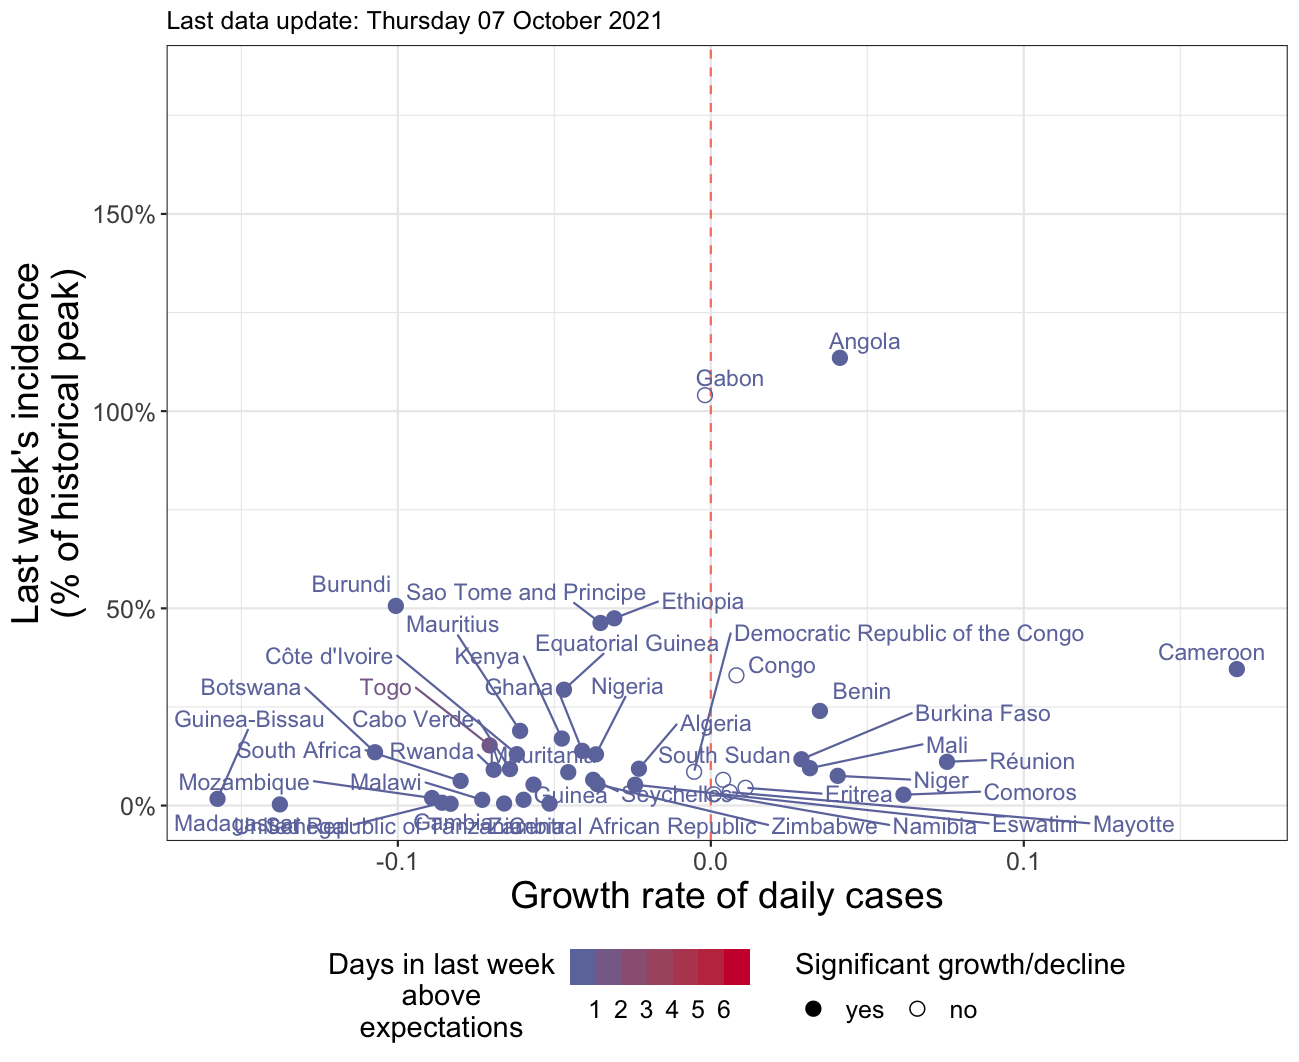 Last data update: Thursday 07 October 2021
Last week's incidence
(% of historical peak)
150%
100%
50%
0%
Angola
Gabon
Burundi
Sao Tome and Principe
Ethiopia
Mauritius
Equatorial Guinea
Democratic Republic of the Congo
Côte d'Ivoire
Kenya
Congo
Cameroon
Botswana
Togo
Ghana
Nigeria
Benin
Guinea-Bissau
Cabo Verde
Algeria
Burkina Faso
South Africa
Rwanda
Mauritania
South Sudan
Mali
Réunion
Mozambique
Malawi
Guinea
Seychelles
Eritrea
Niger
Comoros
Madagascar
Senegal
Republic of Tanzania
Gambia
Zambia
Central African Republic
Zimbabwe
Namibia
Eswatini
Mayotte
-0.1
0.0
0.1
Growth rate of daily cases
Days in last week
above
expectations
1 2 3 4 5 6
Significant growth/decline
yes
no